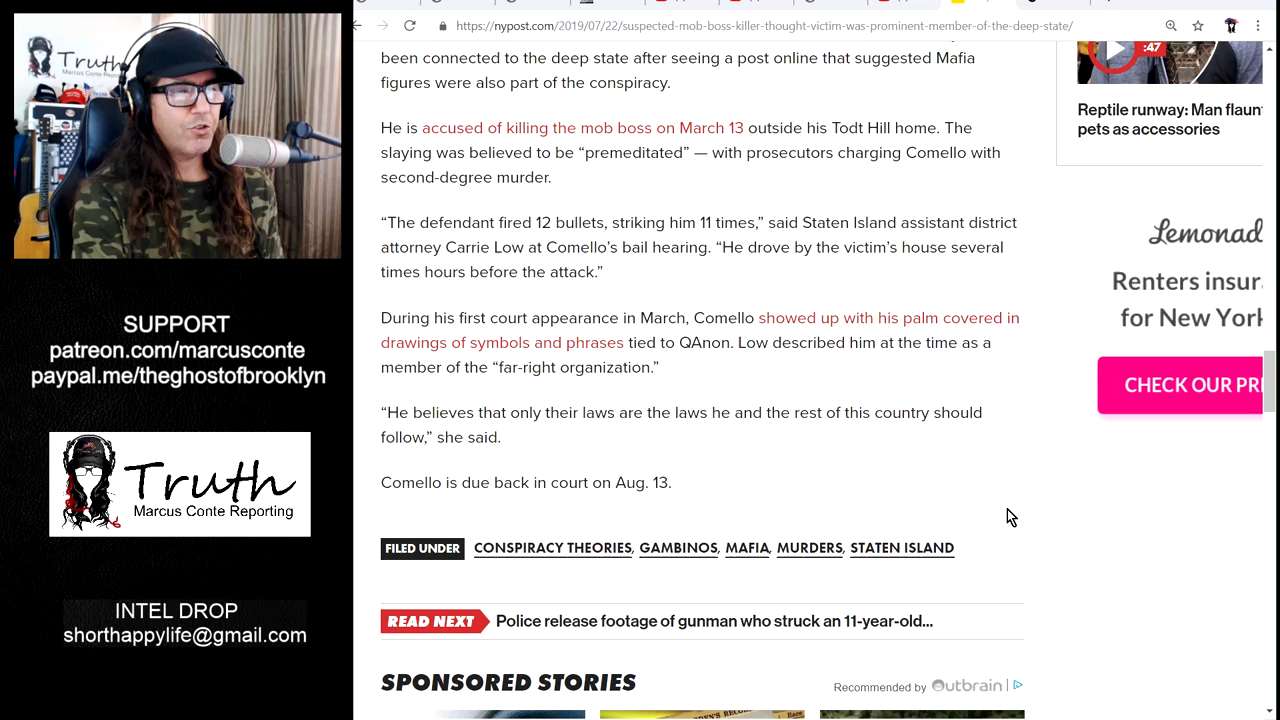 https://nypost.com/2019/07/22/suspected-mob-boss-killer-thought-victim-was-prominent-member-of-the-deep-state/
Truth
Marcus Conte Reporting
SUPPORT
patreon.com/marcusconte
paypal.me/theghostofbrooklyn
Truth
Marcus Conte Reporting
INTEL DROP
shorthappylife@gmail.com
been connected to the deep state after seeing a post online that suggested Mafia
figures were also part of the conspiracy.
He is accused of killing the mob boss on March 13 outside his Todt Hill home. The
slaying was believed to be “premeditated” — with prosecutors charging Comello with
second-degree murder.
“The defendant fired 12 bullets, striking him 11 times,” said Staten Island assistant district
attorney Carrie Low at Comello’s bail hearing. “He drove by the victim’s house several
times hours before the attack.”
During his first court appearance in March, Comello showed up with his palm covered in
drawings of symbols and phrases tied to QAnon. Low described him at the time as a
member of the “far-right organization.”
“He believes that only their laws are the laws he and the rest of this country should
follow,” she said.
Comello is due back in court on Aug. 13.
FILED UNDER CONSPIRACY THEORIES, GAMBINOS, MAFIA, MURDERS, STATEN ISLAND
READ NEXT Police release footage of gunman who struck an 11-year-old...
SPONSORED STORIES
Recommended by Outbrain
:47
Reptile runway: Man flaunt
pets as accessories
Lemonad
Renters insur
for New York
CHECK OUR PRI